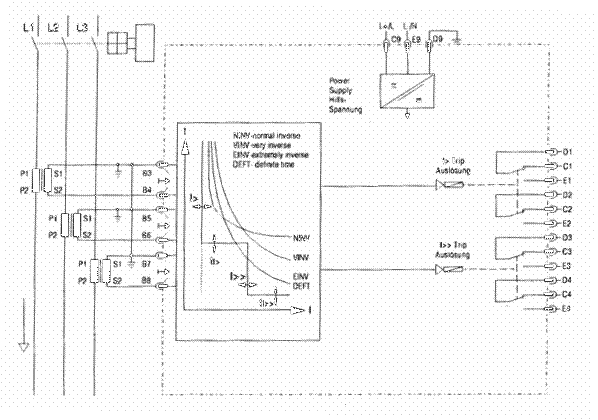 L1 L2 L3
L+/L L-/N
C9 E9 D9
Power
Supply
Hilfs-
Spannung
NINV-normal inverse
VINV-very inverse
EINV-extremely inverse
DEFT-definite time
I>
NINV
VINV
EINV
DEFT
I>>
tI>>
I
P1 S1
P2 S2
P1 S1
P2 S2
P1 S1
P2 S2
B3
B4
B5
B6
B7
B8
I> Trip
Auslösung
I>> Trip
Auslösung
D1
C1
E1
D2
C2
E2
D3
C3
E3
D4
C4
E4